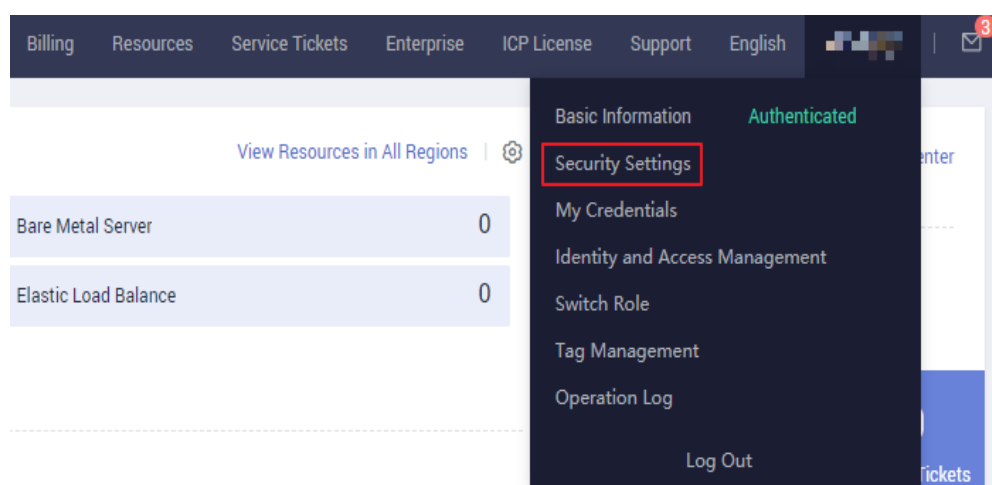 Billing Resources Service Tickets Enterprise ICP License Support English 3
Basic Information Authenticated
View Resources in All Regions
Security Settings
enter
My Credentials
Bare Metal Server 0
Identity and Access Management
Elastic Load Balance 0
Switch Role
Tag Management
Operation Log
Log Out
Tickets